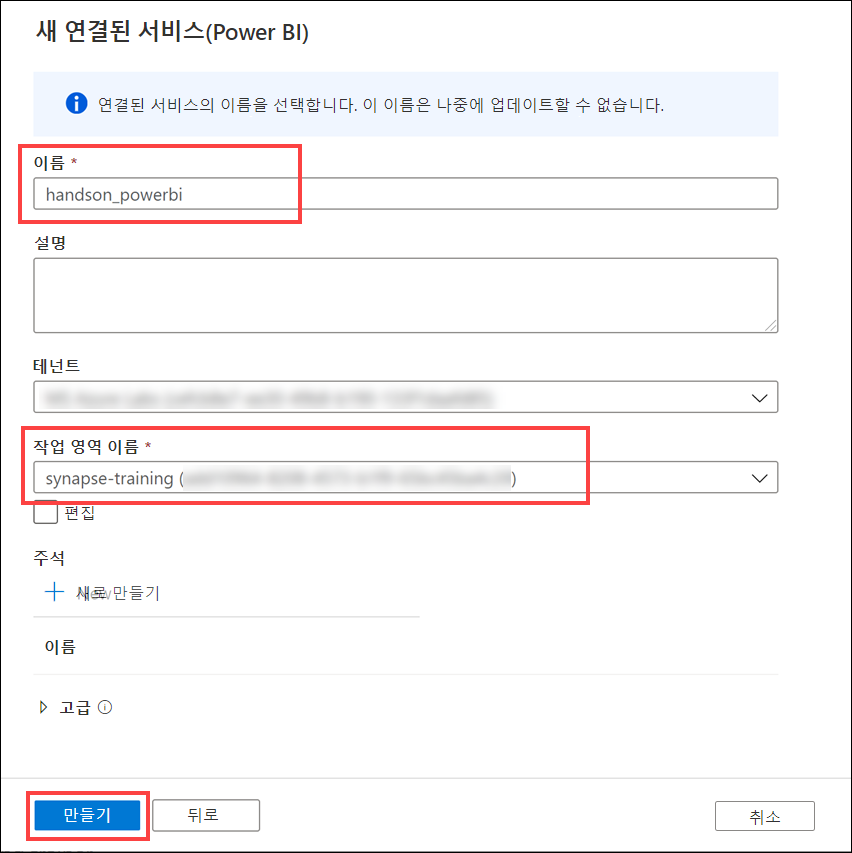 새 연결된 서비스(Power BI)
연결된 서비스의 이름을 선택합니다. 이 이름은 나중에 업데이트할 수 없습니다.
이름 *
handson_powerbi
설명
테넌트
작업 영역 이름 *
synapse-training ( )
편집
주석
새로 만들기
이름
고급
만들기 뒤로 취소